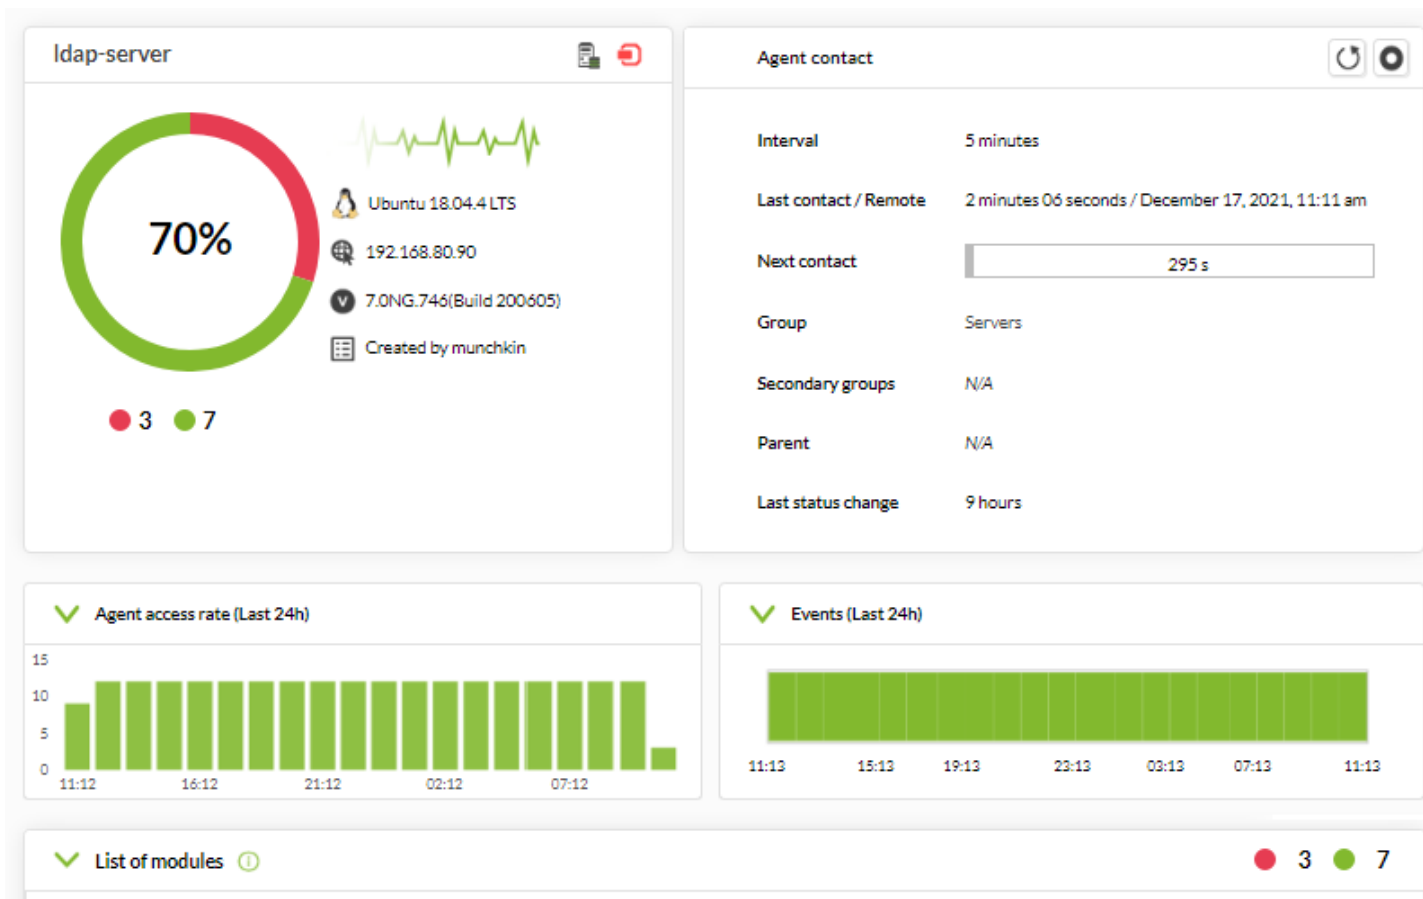 ldap-server
70%
Ubuntu 18.04.4 LTS
192.168.80.90
V
7.0NG.746(Build 200605)
Created by munchkin
3 7
Agent contact
Interval 5 minutes
Last contact / Remote 2 minutes 06 seconds / December 17, 2021, 11:11 am
Next contact 295 s
Group Servers
Secondary groups N/A
Parent N/A
Last status change 9 hours
Agent access rate (Last 24h)
15
10
5
0
11:12 16:12 21:12 02:12 07:12
Events (Last 24h)
11:13 15:13 19:13 23:13 03:13 07:13 11:13
List of modules i
3 7